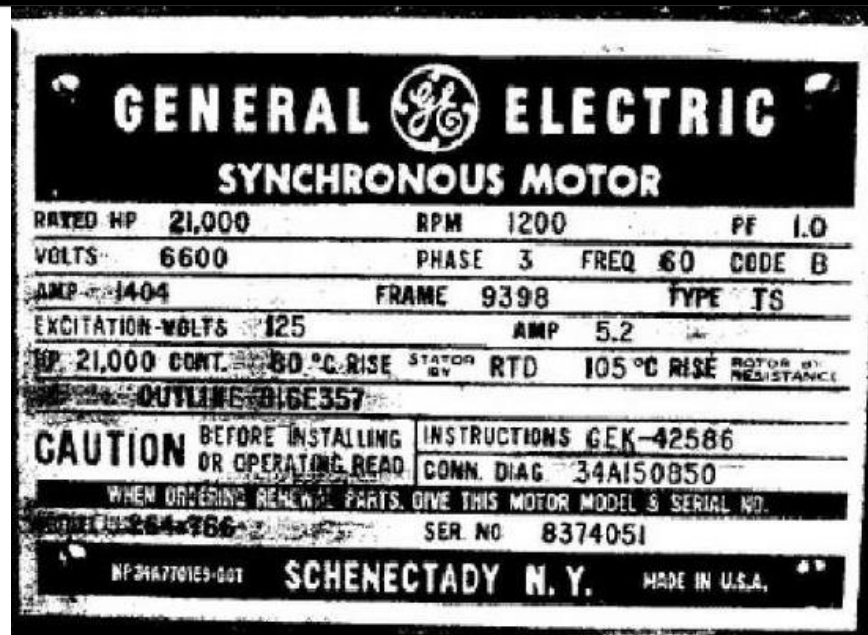 GENERAL GE ELECTRIC
SYNCHRONOUS MOTOR
RATED HP 21,000 RPM 1200 PF 1.0
VOLTS 6600 PHASE 3 FREQ 60 CODE B
AMP 1404 FRAME 9398 TYPE TS
EXCITATION-VOLTS 125 AMP 5.2
HP 21,000 CONT. 80 °C RISE STATOR BY RTD 105 °C RISE ROTOR BY RESISTANCE
OUTLINE
CAUTION BEFORE INSTALLING OR OPERATING READ
INSTRUCTIONS GEK-42586
CONN. DIAG 34A150850
WHEN ORDERING RENEWAL PARTS, GIVE THIS MOTOR MODEL & SERIAL NO.
SER. NO 8374051
SCHENECTADY N.Y. MADE IN U.S.A.